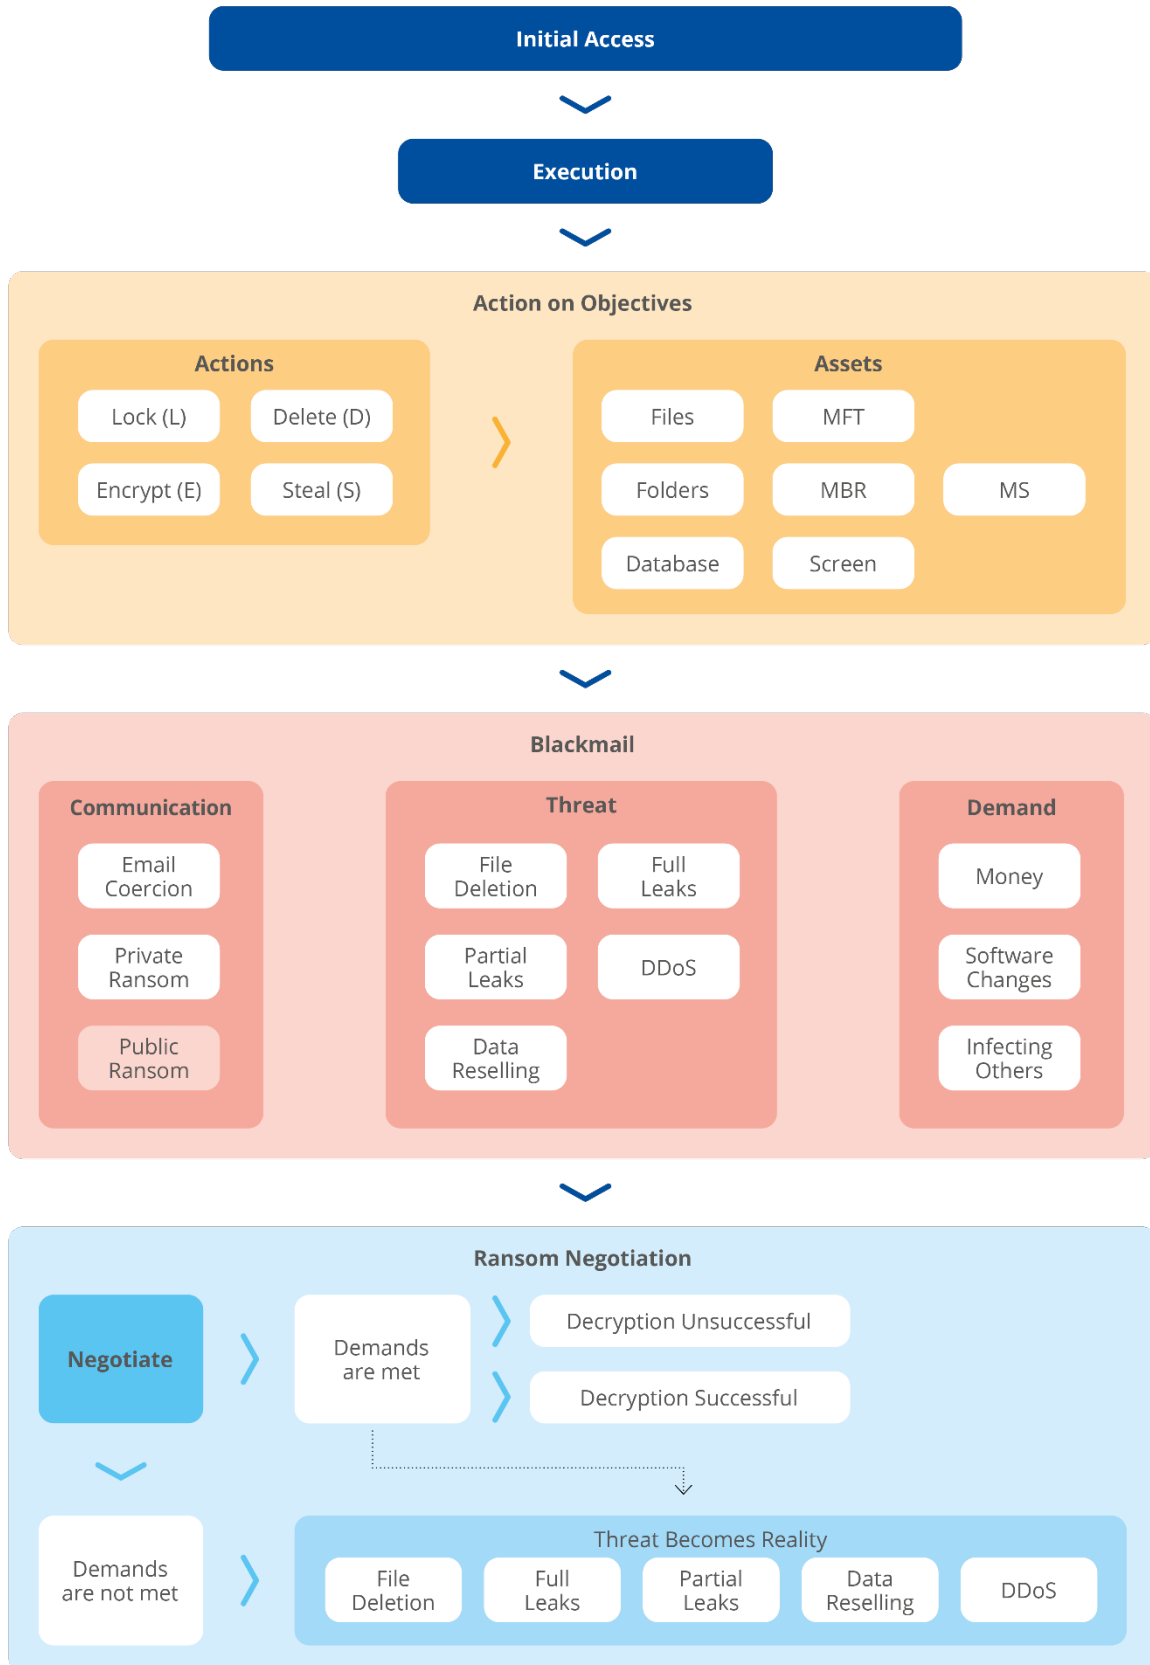 Initial Access
Execution
Action on Objectives
Actions
Lock (L)
Delete (D)
Encrypt (E)
Steal (S)
Assets
Files
MFT
Folders
MBR
MS
Database
Screen
Blackmail
Communication
Email
Coercion
Private
Ransom
Public
Ransom
Threat
File
Deletion
Full
Leaks
Partial
Leaks
DDoS
Data
Reselling
Demand
Money
Software
Changes
Infecting
Others
Ransom Negotiation
Negotiate
Demands
are met
Decryption Unsuccessful
Decryption Successful
Demands
are not met
Threat Becomes Reality
File
Deletion
Full
Leaks
Partial
Leaks
Data
Reselling
DDoS